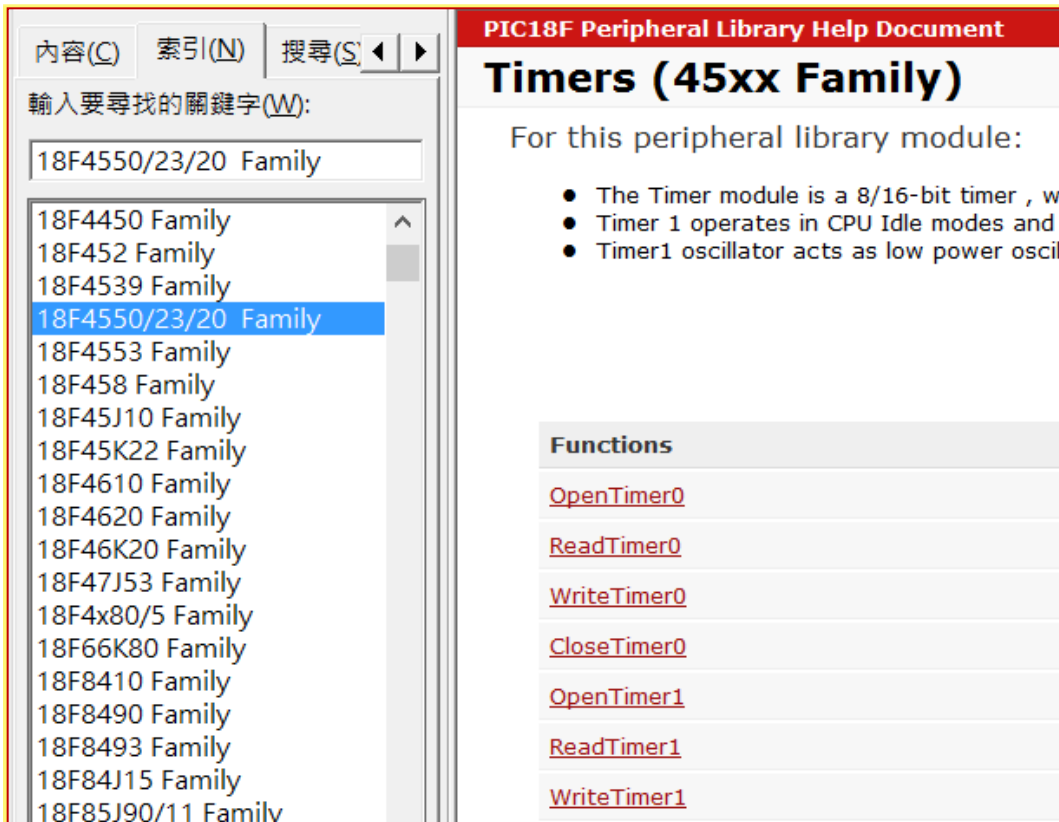 內容(C) 索引(N) 搜尋(S
輸入要尋找的關鍵字(W):
18F4550/23/20  Family
18F4450 Family
18F452 Family
18F4539 Family
18F4550/23/20  Family
18F4553 Family
18F458 Family
18F45J10 Family
18F45K22 Family
18F4610 Family
18F4620 Family
18F46K20 Family
18F47J53 Family
18F4x80/5 Family
18F66K80 Family
18F8410 Family
18F8490 Family
18F8493 Family
18F84J15 Family
18F85J90/11 Family
PIC18F Peripheral Library Help Document
Timers (45xx Family)
For this peripheral library module:
● The Timer module is a 8/16-bit timer , w
● Timer 1 operates in CPU Idle modes and
● Timer1 oscillator acts as low power oscil
Functions
OpenTimer0
ReadTimer0
WriteTimer0
CloseTimer0
OpenTimer1
ReadTimer1
WriteTimer1